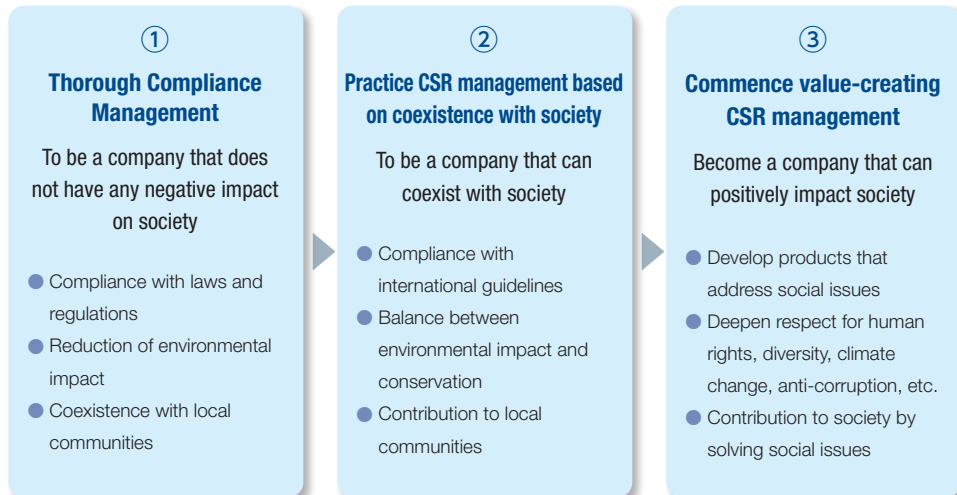 ①
Thorough Compliance
Management
To be a company that does
not have any negative impact
on society
● Compliance with laws and
regulations
● Reduction of environmental
impact
● Coexistence with local
communities
②
Practice CSR management based
on coexistence with society
To be a company that can
coexist with society
● Compliance with
international guidelines
● Balance between
environmental impact and
conservation
● Contribution to local
communities
③
Commence value-creating
CSR management
Become a company that can
positively impact society
● Develop products that
address social issues
● Deepen respect for human
rights, diversity, climate
change, anti-corruption, etc.
● Contribution to society by
solving social issues